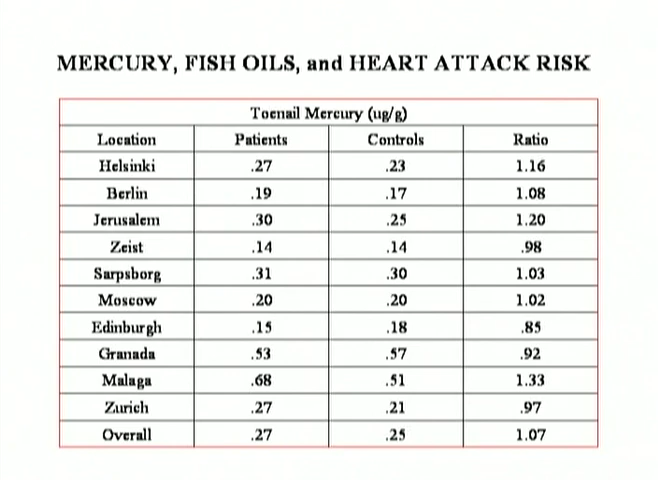 MERCURY, FISH OILS, and HEART ATTACK RISK
Toenail Mercury (ug/g)
Location Patients Controls Ratio
Helsinki .27 .23 1.16
Berlin .19 .17 1.08
Jerusalem .30 .25 1.20
Zeist .14 .14 .98
Sarpsborg .31 .30 1.03
Moscow .20 .20 1.02
Edinburgh .15 .18 .85
Granada .53 .57 .92
Malaga .68 .51 1.33
Zurich .27 .21 .97
Overall .27 .25 1.07